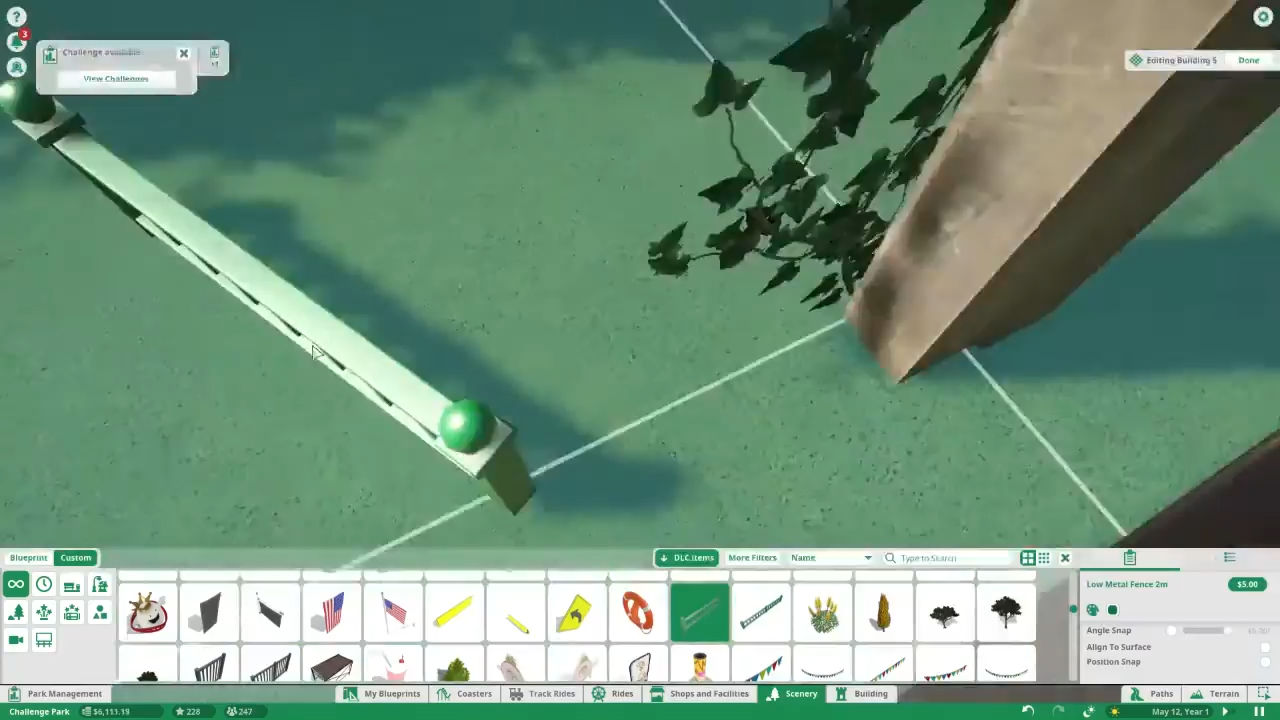 ?
3
Challenge available
+1
View Challenges
Editing Building 5
Done
Blueprint
Custom
DLC items
More Filters
Name
Type to Search
Low Metal Fence 2m
$5.00
Angle Snap
Align To Surface
Position Snap
Park Management
My Blueprints
Coasters
Track Rides
Rides
Shops and Facilities
Scenery
Building
Paths
Terrain
Challenge Park
$6,111.19
228
247
May 12, Year 1